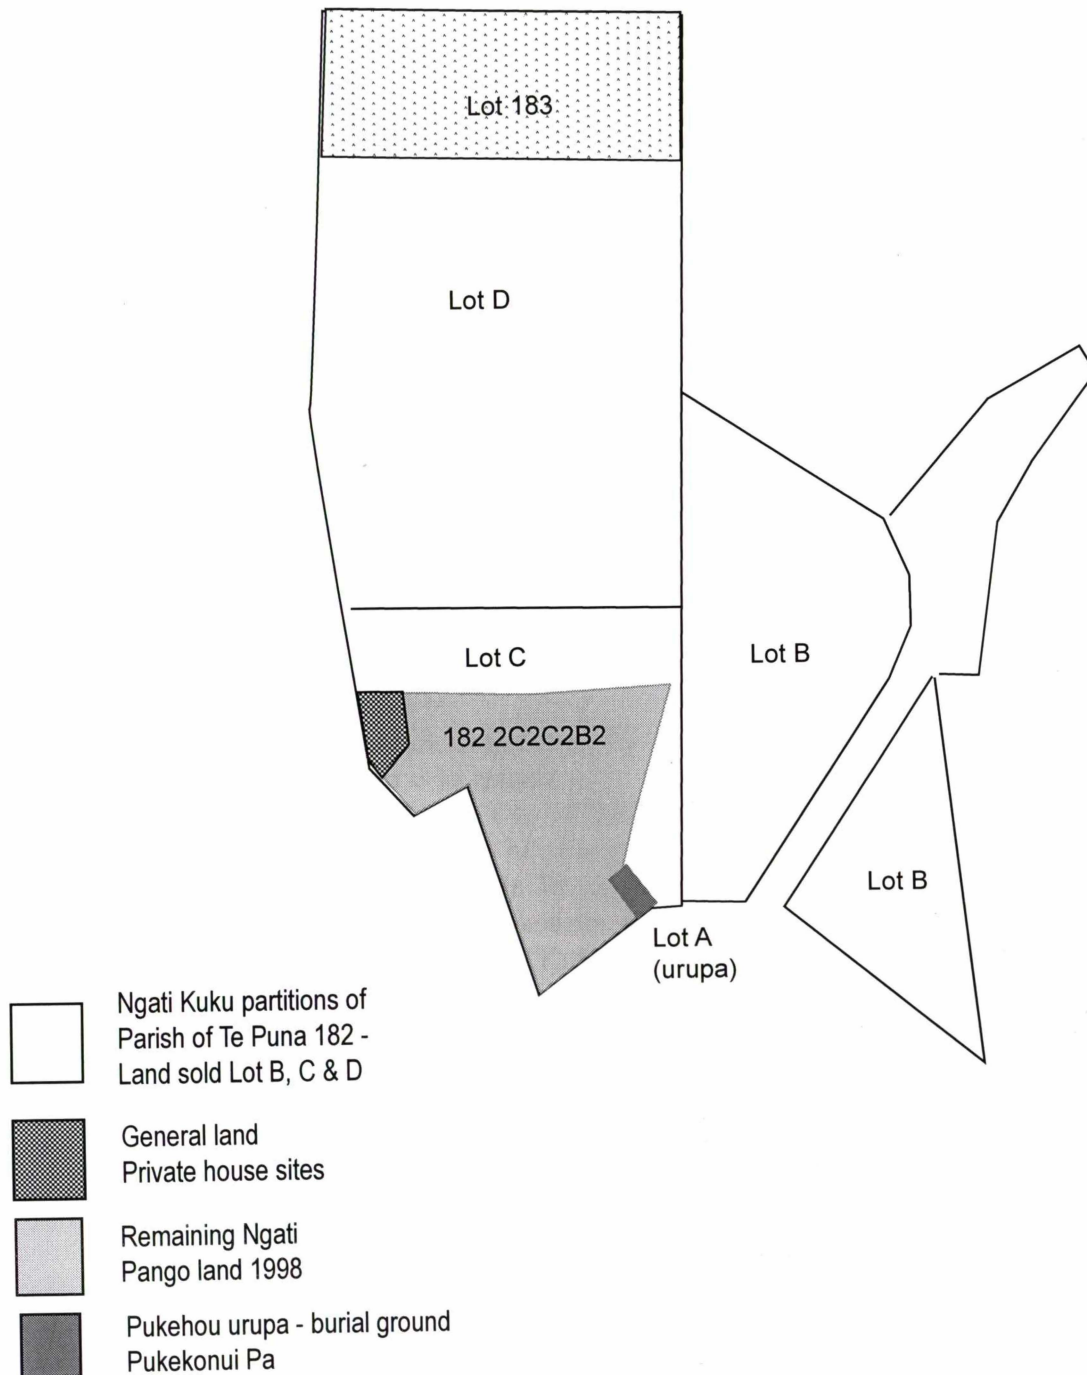 Lot 183
Lot D
Lot C
Lot B
182 2C2C2B2
Lot B
Lot A
(urupa)
Ngati Kuku partitions of
Parish of Te Puna 182 -
Land sold Lot B, C & D
General land
Private house sites
Remaining Ngati
Pango land 1998
Pukehou urupa - burial ground
Pukekonui Pa